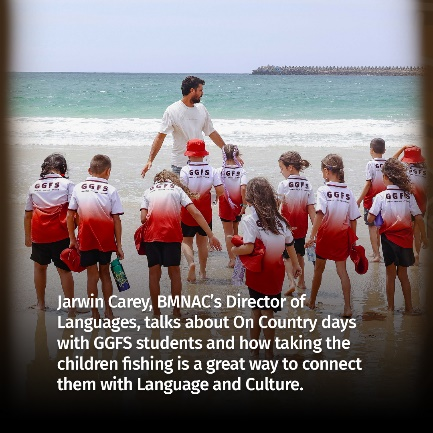 GGFS
GGFS
GGFS
GGFS
GGFS
GGFS
GGFS
Jarwin Carey, BMNAC's Director of
Languages, talks about On Country days
with GGFS students and how taking the
children fishing is a great way to connect
them with Language and Culture.